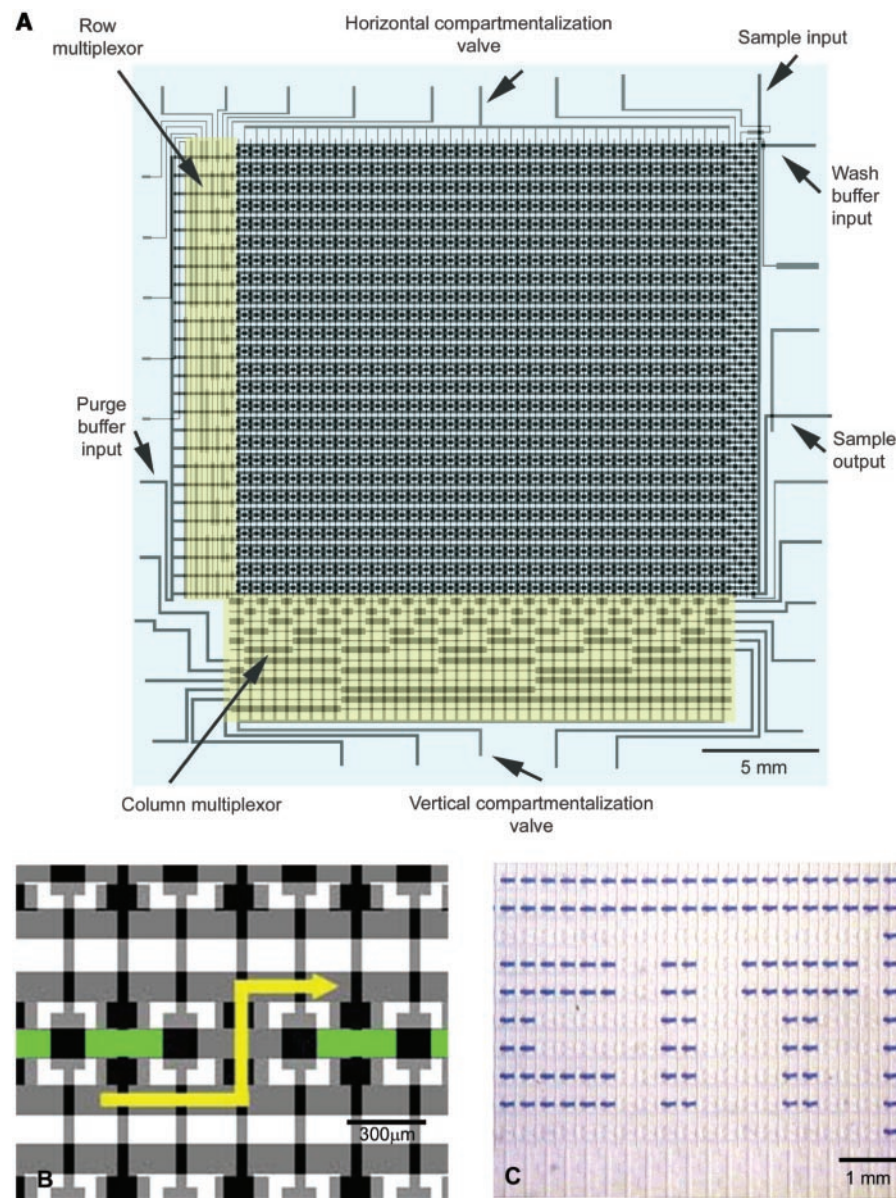 A
Row
multiplexor
Horizontal compartmentalization
valve
Sample input
Wash
buffer
input
Purge
buffer
input
Sample
output
5 mm
Column multiplexor
Vertical compartmentalization
valve
300μm
B
C
1 mm